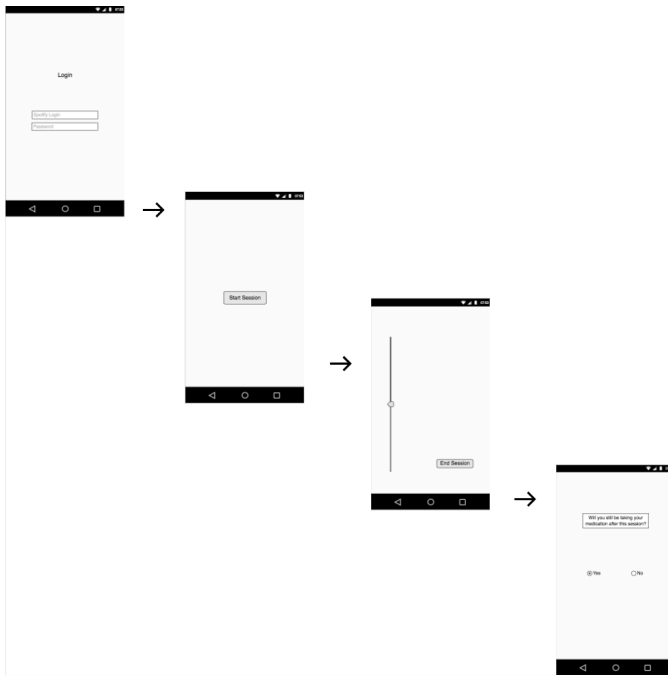 Login
Spotify Login
Password
Start Session
End Session
Will you still be taking your
medication after this session?
Yes
No